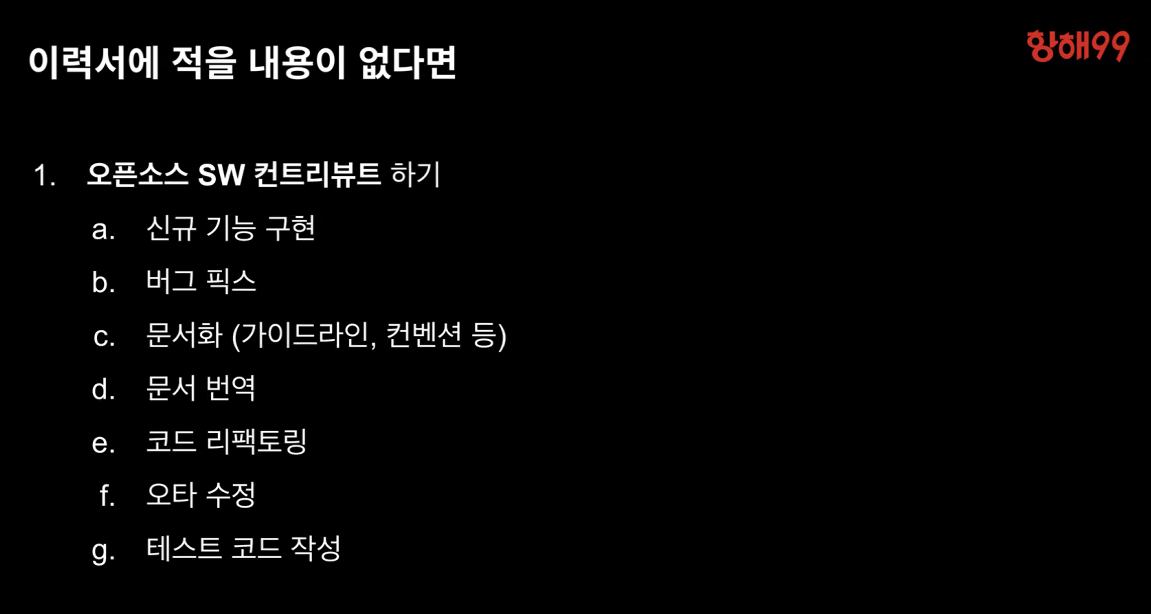 이력서에 적을 내용이 없다면
항해99
1. 오픈소스 SW 컨트리뷰트 하기
a. 신규 기능 구현
b. 버그 픽스
c. 문서화 (가이드라인, 컨벤션 등)
d. 문서 번역
e. 코드 리팩토링
f. 오타 수정
g. 테스트 코드 작성